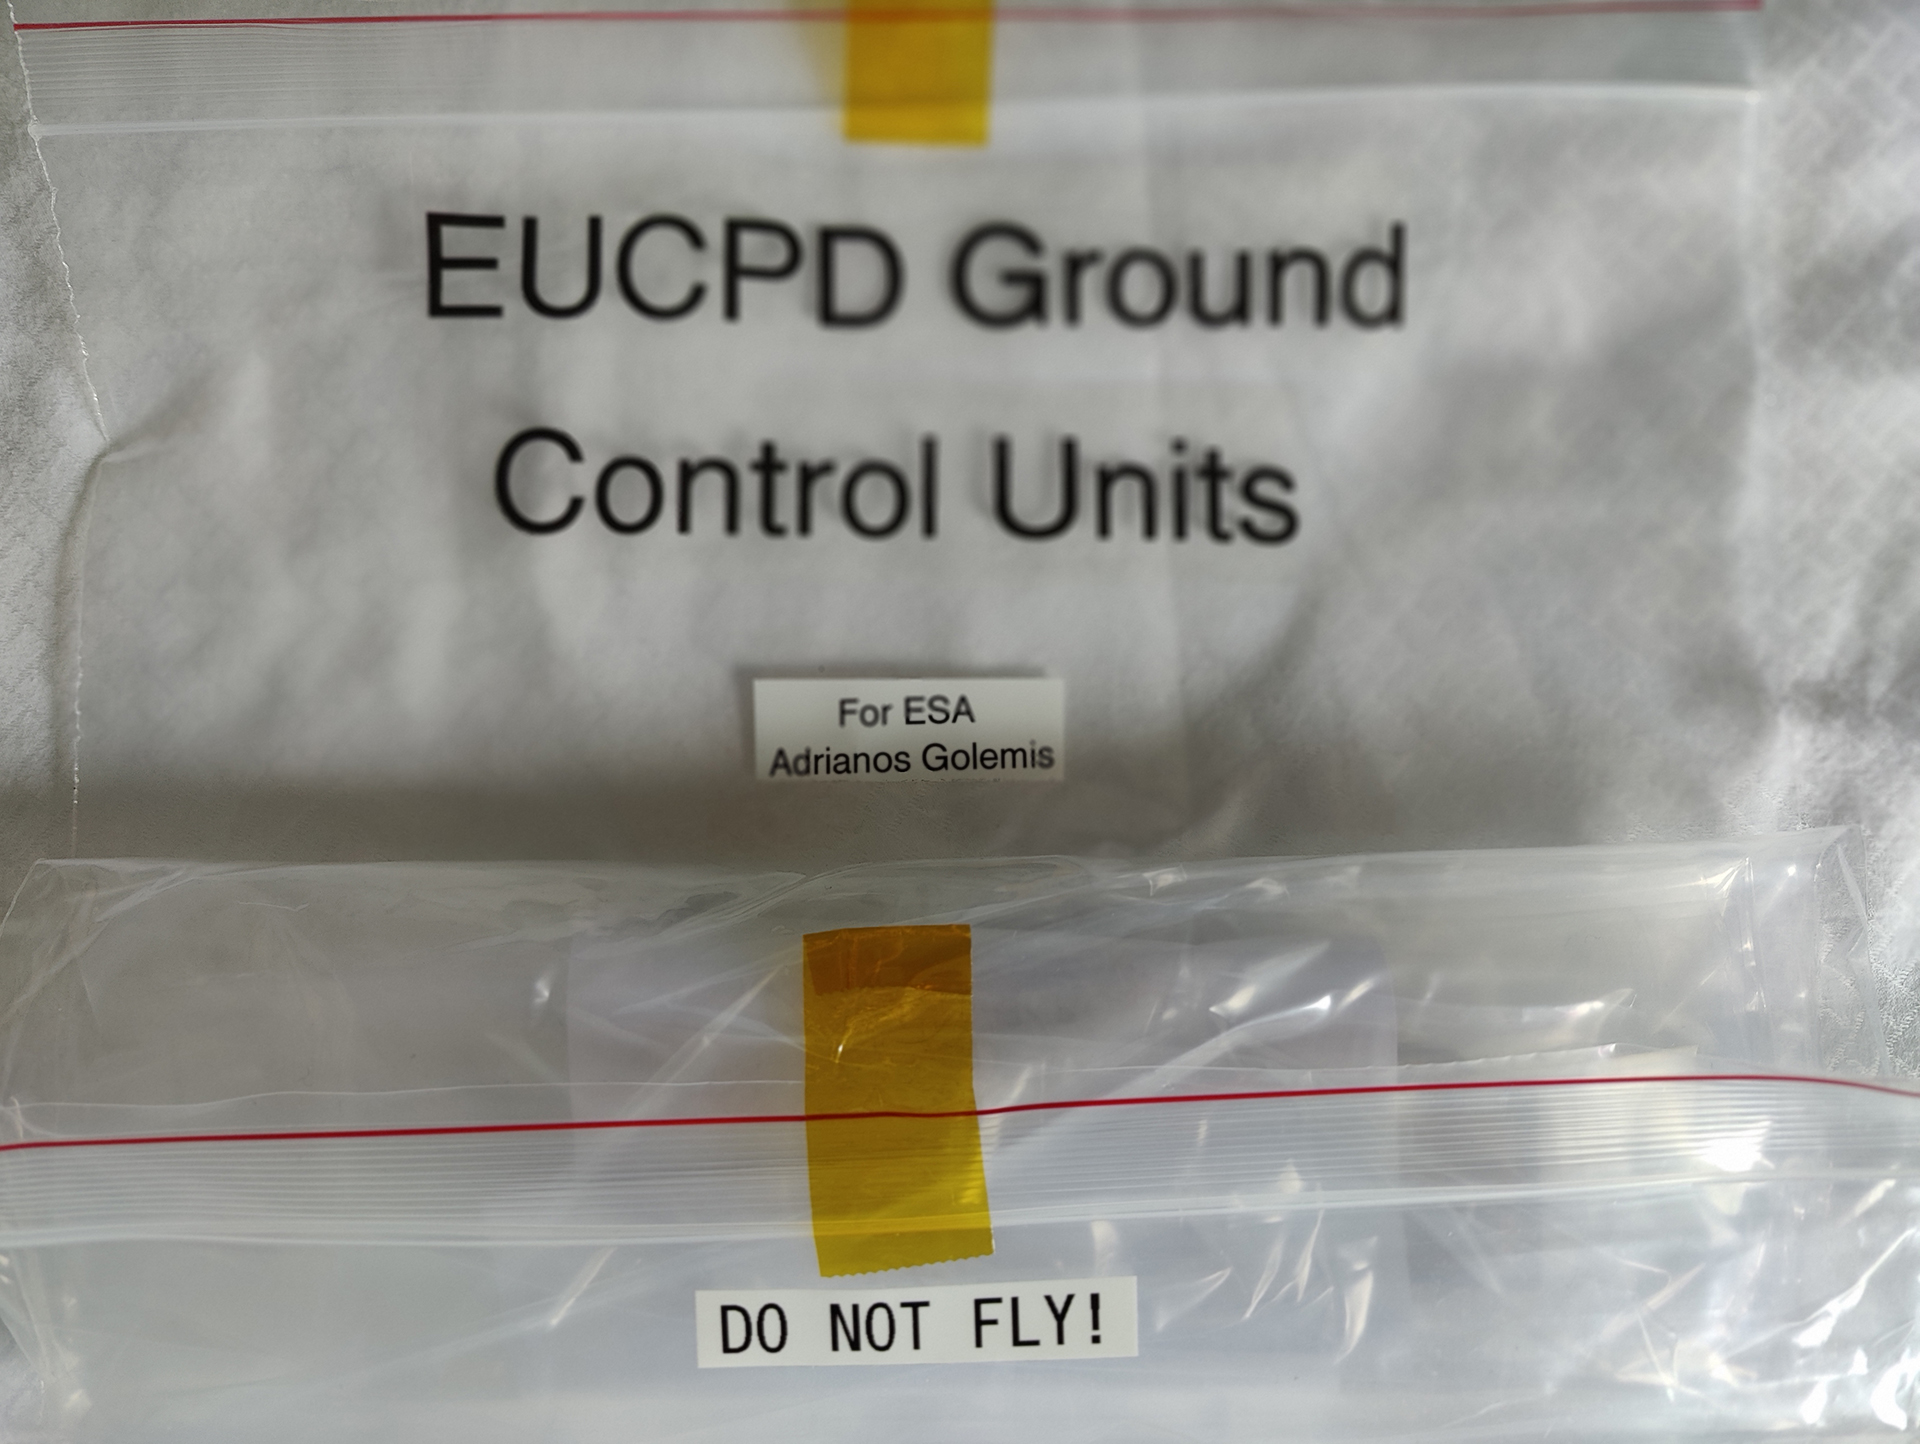 EUCPD Ground
Control Units
For ESA
Adrianos Golemis
DO NOT FLY!